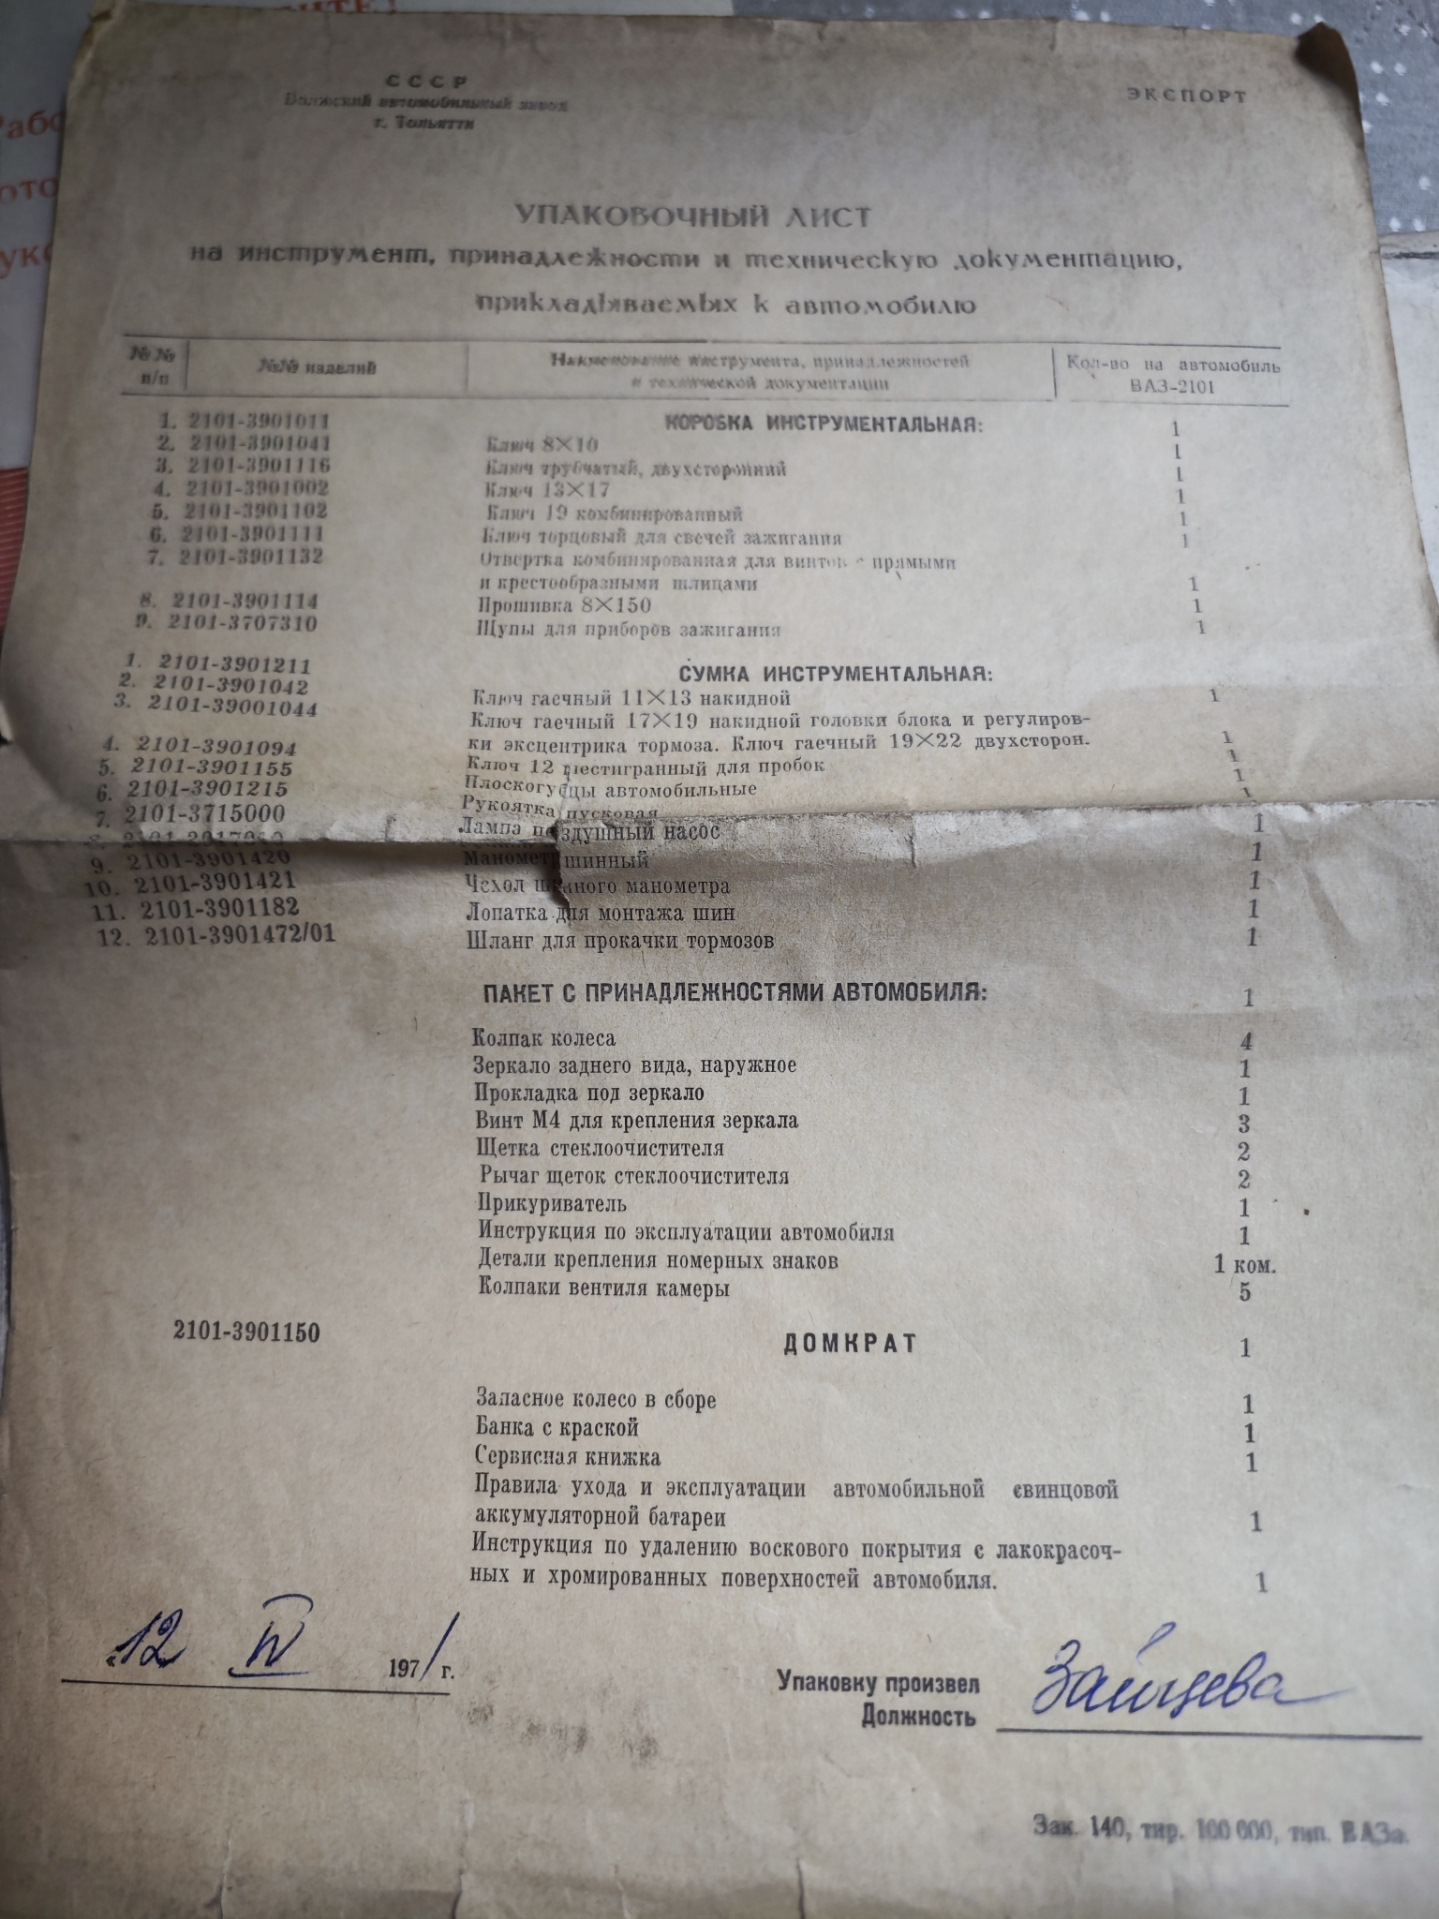 СССР
Волжский автомобильный завод
г. Тольятти
ЭКСПОРТ
УПАКОВОЧНЫЙ ЛИСТ
на инструмент, принадлежности и техническую документацию,
прикладываемых к автомобилю
№№ п/п №№ изделий Наименование инструмента, принадлежностей и технической документации Кол-во на автомобиль ВАЗ-2101
1. 2101-3901011 КОРОБКА ИНСТРУМЕНТАЛЬНАЯ: 1
2. 2101-3901041 Ключ 8×10 1
3. 2101-3901116 Ключ трубчатый, двухсторонний 1
4. 2101-3901002 Ключ 13×17 1
5. 2101-3901102 Ключ 19 комбинированный 1
6. 2101-3901111 Ключ торцовый для свечей зажигания 1
7. 2101-3901132 Отвертка комбинированная для винтов с прямыми
и крестообразными шлицами 1
8. 2101-3901114 Прошивка 8×150 1
9. 2101-3707310 Щупы для приборов зажигания 1
1. 2101-3901211 СУМКА ИНСТРУМЕНТАЛЬНАЯ:
2. 2101-3901042 Ключ гаечный 11×13 накидной 1
3. 2101-39001044 Ключ гаечный 17×19 накидной головки блока и регулиров-
ки эксцентрика тормоза. Ключ гаечный 19×22 двухсторон. 1
4. 2101-3901094 Ключ 12 шестигранный для пробок 1
5. 2101-3901155 Плоскогубцы автомобильные 1
6. 2101-3901215 Рукоятка пусковая 1
7. 2101-3715000 Лампа
8. воздушный насос 1
9. 2101-3901420 Манометр шинный 1
10. 2101-3901421 Чехол шинного манометра 1
11. 2101-3901182 Лопатка для монтажа шин 1
12. 2101-3901472/01 Шланг для прокачки тормозов 1
ПАКЕТ С ПРИНАДЛЕЖНОСТЯМИ АВТОМОБИЛЯ: 1
Колпак колеса 4
Зеркало заднего вида, наружное 1
Прокладка под зеркало 1
Винт М4 для крепления зеркала 3
Щетка стеклоочистителя 2
Рычаг щеток стеклоочистителя 2
Прикуриватель 1
Инструкция по эксплуатации автомобиля 1
Детали крепления номерных знаков 1 ком.
Колпаки вентиля камеры 5
2101-3901150 ДОМКРАТ 1
Запасное колесо в сборе 1
Банка с краской 1
Сервисная книжка 1
Правила ухода и эксплуатации автомобильной свинцовой
аккумуляторной батареи 1
Инструкция по удалению воскового покрытия с лакокрасоч-
ных и хромированных поверхностей автомобиля. 1
12 IV 1971 г.
Упаковку произвел Зайцева
Должность
Зак. 140, тир. 100 000, тип. ВАЗа.